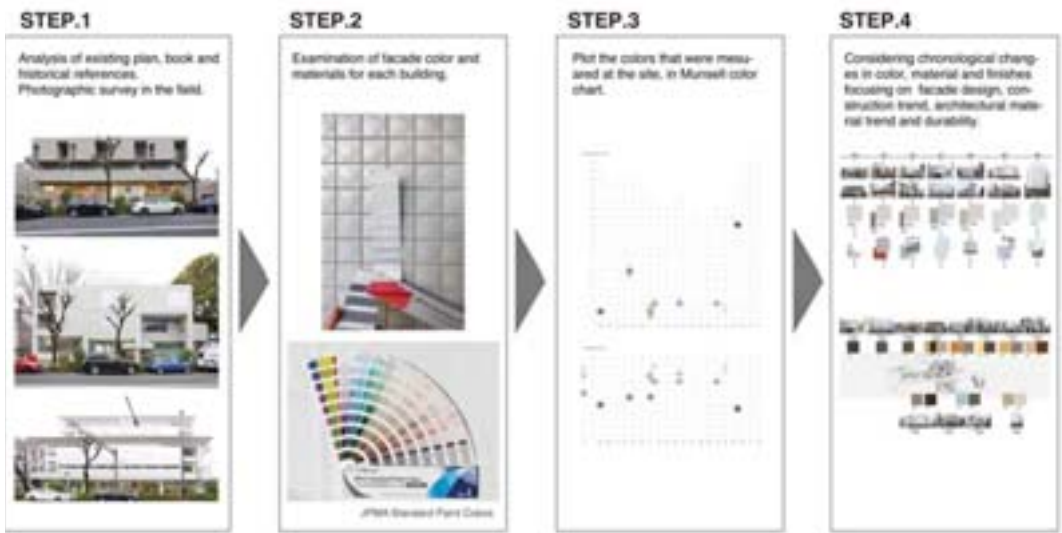 STEP.1
Analysis of existing plan, book and
historical references.
Photographic survey in the field.
STEP.2
Examination of facade color and
materials for each building.
JPMA Standard Paint Colors
STEP.3
Plot the colors that were mesu-
ared at the site, in Munsell color
chart.
STEP.4
Considering chronological chang-
es in color, material and finishes
focusing on facade design, con-
struction trend, architectural mate-
rial trend and durability.